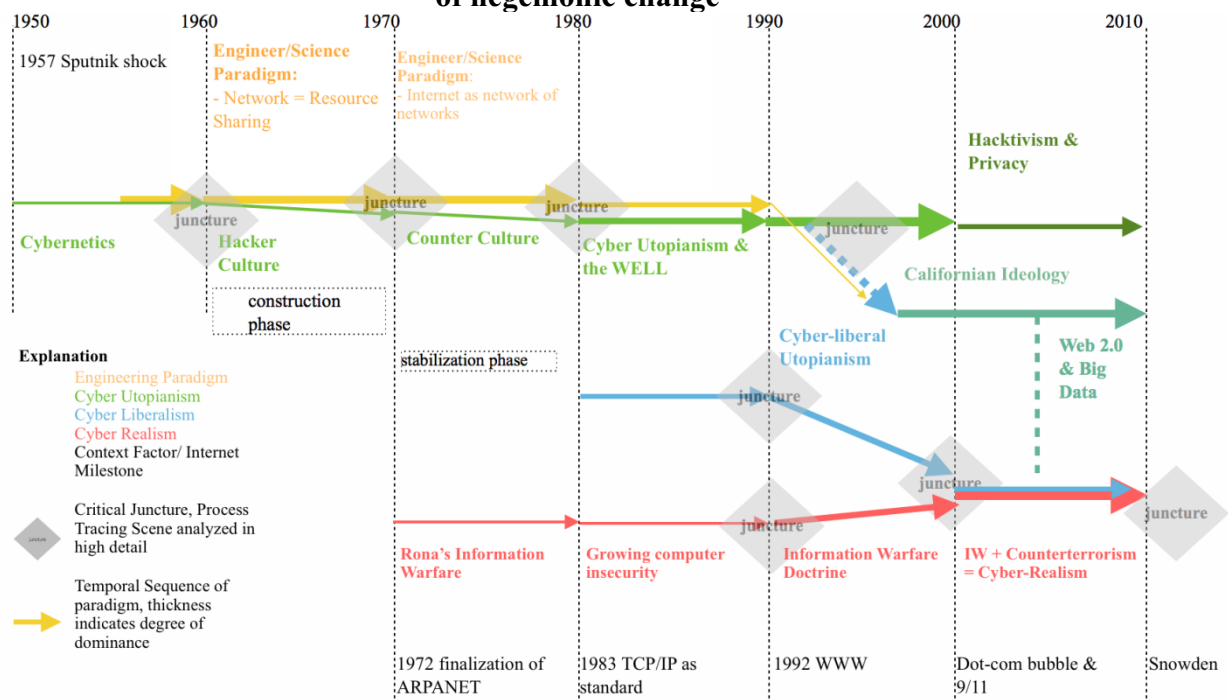 of hegemonic change
1950
1960
1970
1980
1990
2000
2010
1957 Sputnik shock
Engineer/Science
Paradigm:
- Network = Resource
Sharing
Engineer/Science
Paradigm:
- Internet as network of
networks
Hacktivism &
Privacy
juncture
juncture
juncture
juncture
Cybernetics
Hacker
Culture
Counter Culture
Cyber Utopianism &
the WELL
Californian Ideology
construction
phase
Cyber-liberal
Utopianism
Web 2.0
& Big
Data
stabilization phase
Explanation
Engineering Paradigm
Cyber Utopianism
Cyber Liberalism
Cyber Realism
Context Factor/ Internet
Milestone
juncture
juncture
juncture
juncture
juncture
Critical Juncture, Process
Tracing Scene analyzed in
high detail
Rona's Information
Warfare
Growing computer
insecurity
Information Warfare
Doctrine
IW + Counterterrorism
= Cyber-Realism
Temporal Sequence of
paradigm, thickness
indicates degree of
dominance
1972 finalization of
ARPANET
1983 TCP/IP as
standard
1992 WWW
Dot-com bubble &
9/11
Snowden